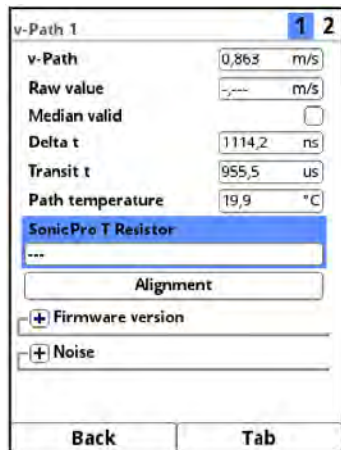 v-Path 1 1 2
v-Path 0,863 m/s
Raw value -,--- m/s
Median valid
Delta t 1114,2 ns
Transit t 955,5 us
Path temperature 19,9 °C
SonicPro T Resistor
---
Alignment
+ Firmware version
+ Noise
Back Tab